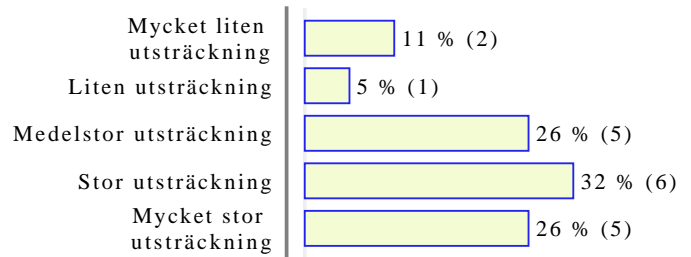 Mycket liten
utsträckning
11 % (2)
Liten utsträckning
5 % (1)
Medelstor utsträckning
26 % (5)
Stor utsträckning
32 % (6)
Mycket stor
utsträckning
26 % (5)